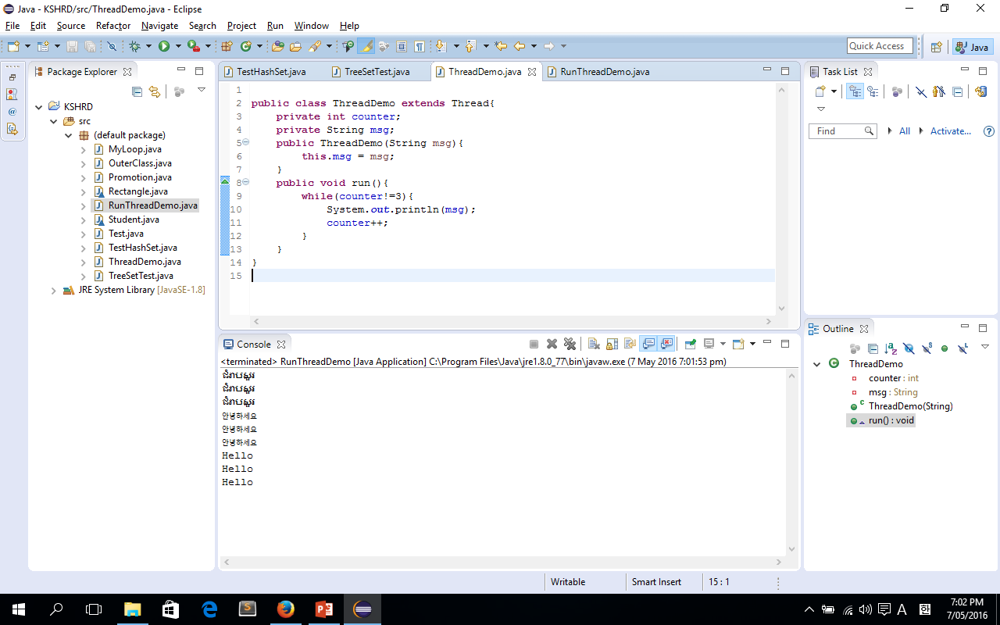 Java - KSHRD/src/ThreadDemo.java - Eclipse
File Edit Source Refactor Navigate Search Project Run Window Help
Quick Access
Java
Package Explorer
KSHRD
src
(default package)
MyLoop.java
OuterClass.java
Promotion.java
Rectangle.java
RunThreadDemo.java
Student.java
Test.java
TestHashSet.java
ThreadDemo.java
TreeSetTest.java
JRE System Library [JavaSE-1.8]
TestHashSet.java TreeSetTest.java ThreadDemo.java RunThreadDemo.java
1
2 public class ThreadDemo extends Thread{
3 private int counter;
4 private String msg;
5 public ThreadDemo(String msg){
6 this.msg = msg;
7 }
8 public void run(){
9 while(counter!=3){
10 System.out.println(msg);
11 counter++;
12 }
13 }
14 }
15
Console
<terminated> RunThreadDemo [Java Application] C:\Program Files\Java\jre1.8.0_77\bin\javaw.exe (7 May 2016 7:01:53 pm)
ជំរាបសួរ
ជំរាបសួរ
ជំរាបសួរ
안녕하세요
안녕하세요
안녕하세요
Hello
Hello
Hello
Task List
Find All Activate...
Outline
ThreadDemo
counter : int
msg : String
ThreadDemo(String)
run() : void
Writable Smart Insert 15 : 1
A
7:02 PM
7/05/2016